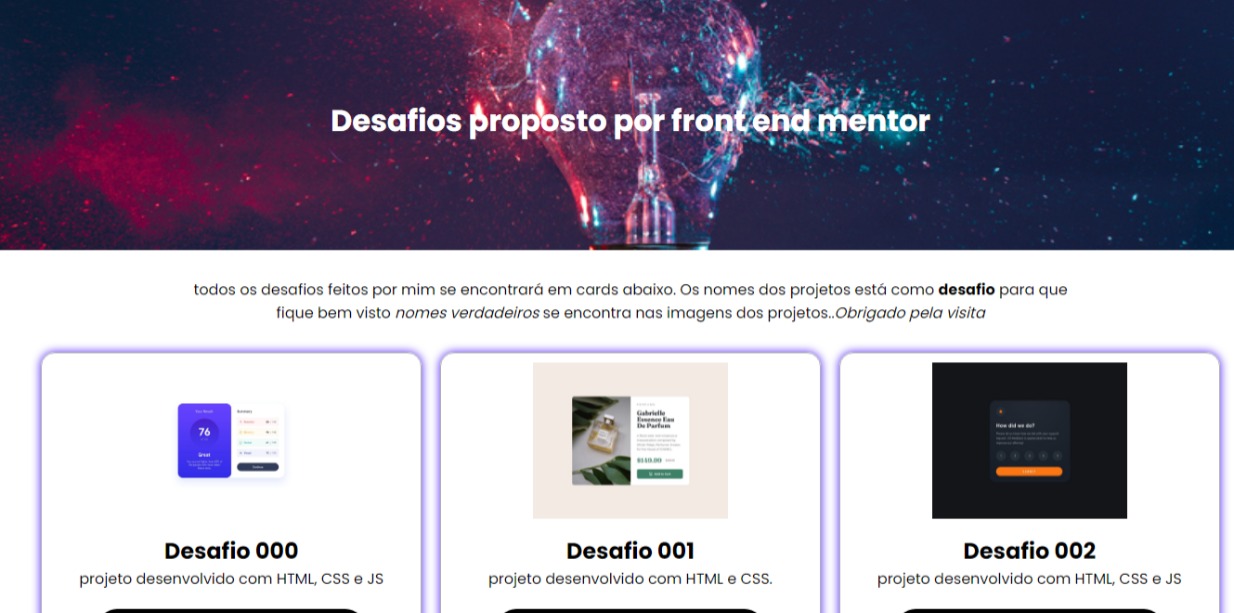 Desafios proposto por front end mentor
todos os desafios feitos por mim se encontrará em cards abaixo. Os nomes dos projetos está como desafio para que
fique bem visto nomes verdadeiros se encontra nas imagens dos projetos..Obrigado pela visita
76
Great
Summary
Gabrielle
Essence Eau
De Parfum
$149.99
How did we do?
Desafio 000
projeto desenvolvido com HTML, CSS e JS
Desafio 001
projeto desenvolvido com HTML e CSS.
Desafio 002
projeto desenvolvido com HTML, CSS e JS